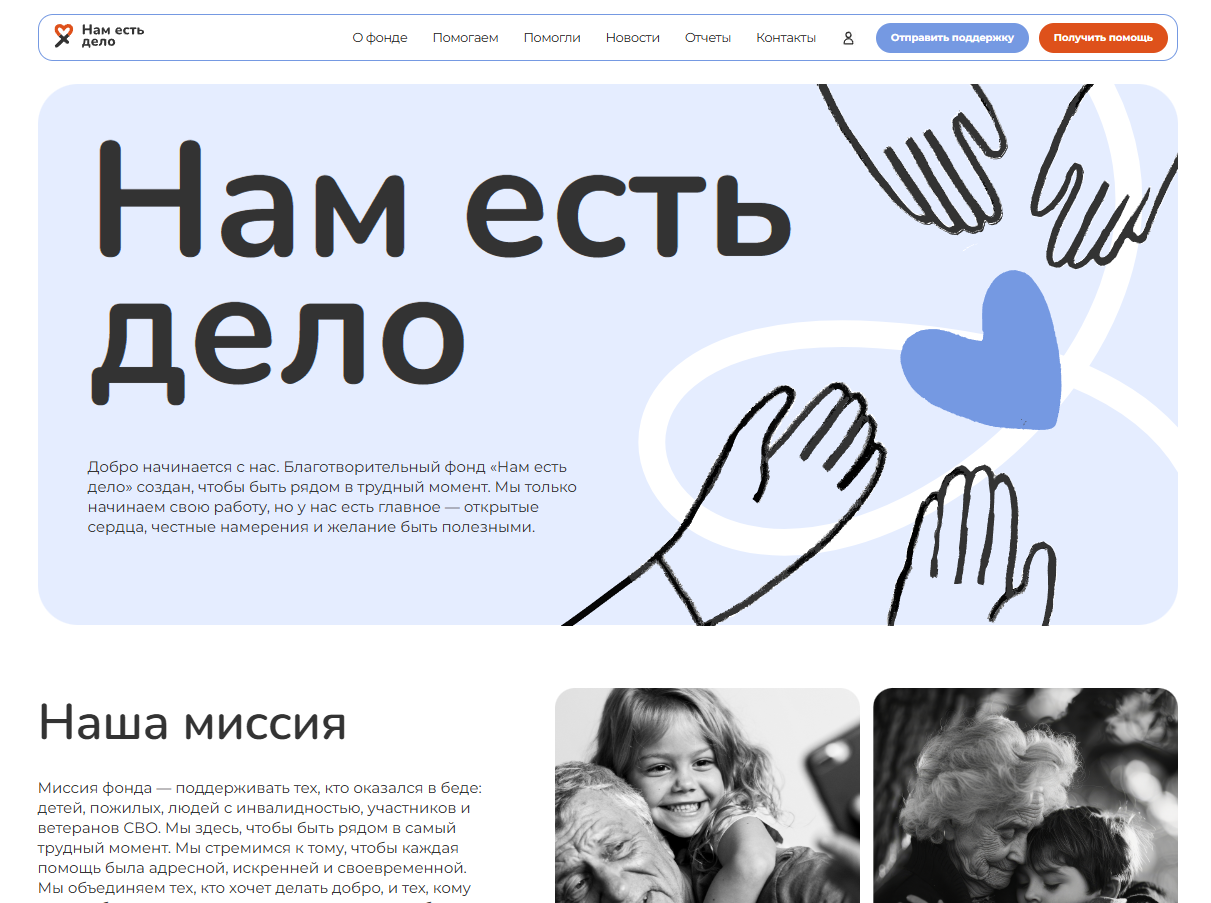 Нам есть
дело
О фонде
Помогаем
Помогли
Новости
Отчеты
Контакты
Отправить поддержку
Получить помощь
Нам есть
дело
Добро начинается с нас. Благотворительный фонд «Нам есть
дело» создан, чтобы быть рядом в трудный момент. Мы только
начинаем свою работу, но у нас есть главное — открытые
сердца, честные намерения и желание быть полезными.
Наша миссия
Миссия фонда — поддерживать тех, кто оказался в беде:
детей, пожилых, людей с инвалидностью, участников и
ветеранов СВО. Мы здесь, чтобы быть рядом в самый
трудный момент. Мы стремимся к тому, чтобы каждая
помощь была адресной, искренней и своевременной.
Мы объединяем тех, кто хочет делать добро, и тех, кому